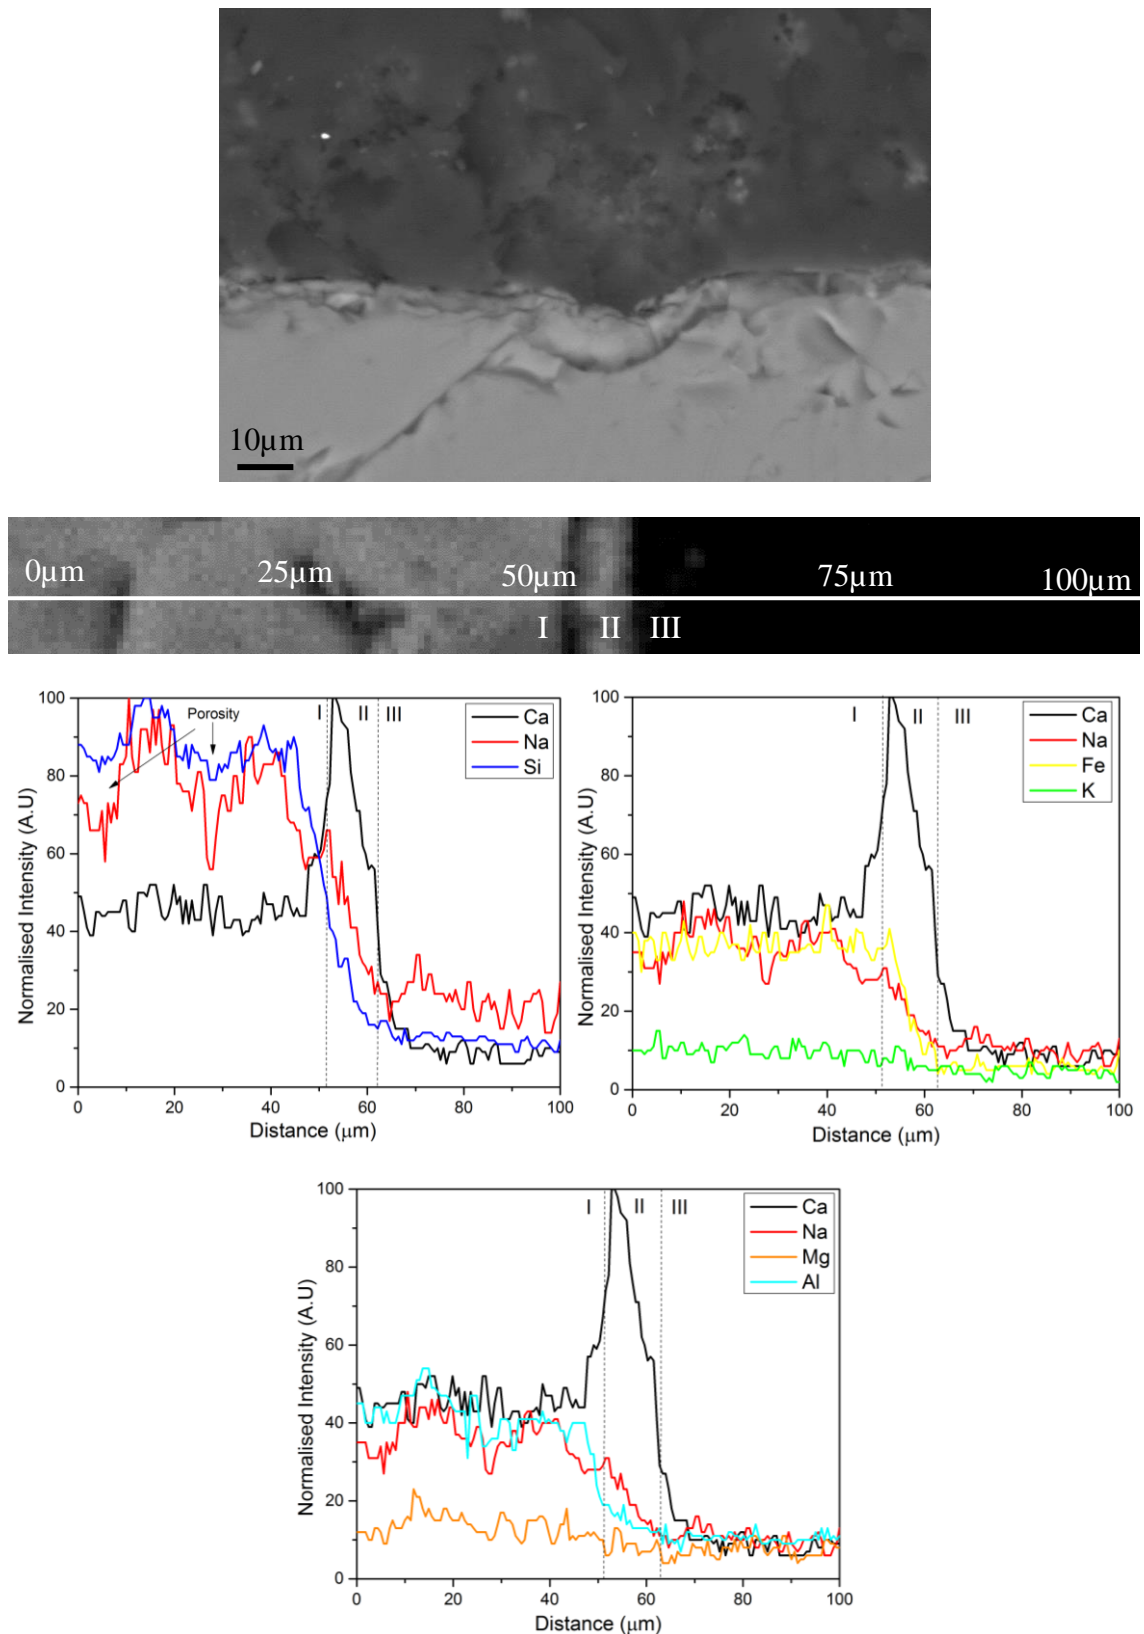 10µm
0µm 25µm 50µm 75µm 100µm
I II III
100
80
60
40
20
0
Normalised Intensity (A.U)
Porosity
I II III
Ca
Na
Si
0 20 40 60 80 100
Distance (µm)
100
80
60
40
20
0
Normalised Intensity (A.U)
I II III
Ca
Na
Fe
K
0 20 40 60 80 100
Distance (µm)
100
80
60
40
20
0
Normalised Intensity (A.U)
I II III
Ca
Na
Mg
Al
0 20 40 60 80 100
Distance (µm)